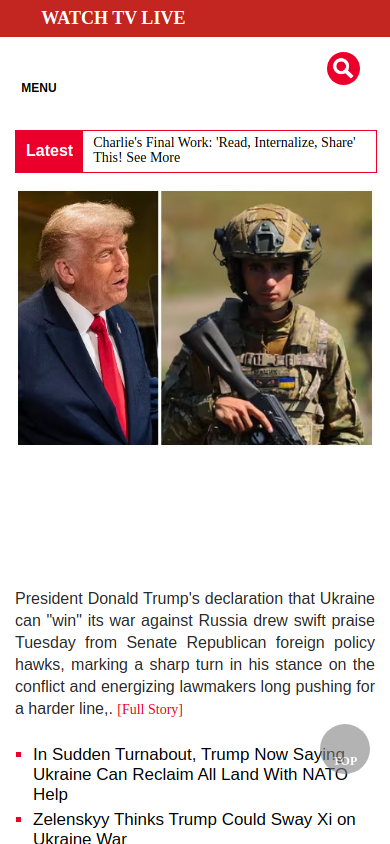 WATCH TV LIVE
MENU
Latest
Charlie's Final Work: 'Read, Internalize, Share'
This! See More
President Donald Trump's declaration that Ukraine
can "win" its war against Russia drew swift praise
Tuesday from Senate Republican foreign policy
hawks, marking a sharp turn in his stance on the
conflict and energizing lawmakers long pushing for
a harder line,. [Full Story]
In Sudden Turnabout, Trump Now Saying
Ukraine Can Reclaim All Land With NATO
Help
TOP
Zelenskyy Thinks Trump Could Sway Xi on
Ukraine War